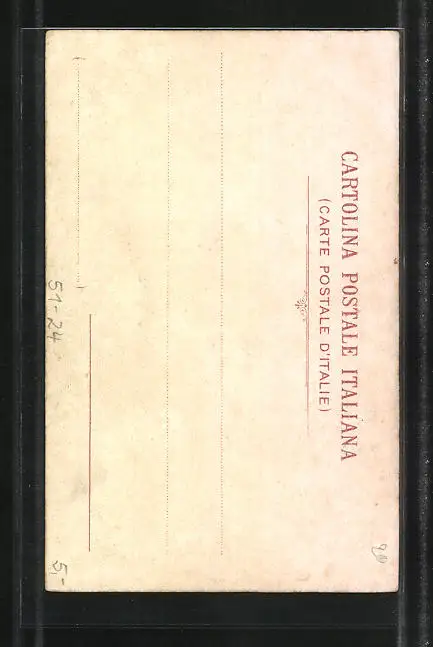 CARTOLINA POSTALE ITALIANA
(CARTE POSTALE D'ITALIE)
51-24
5,-